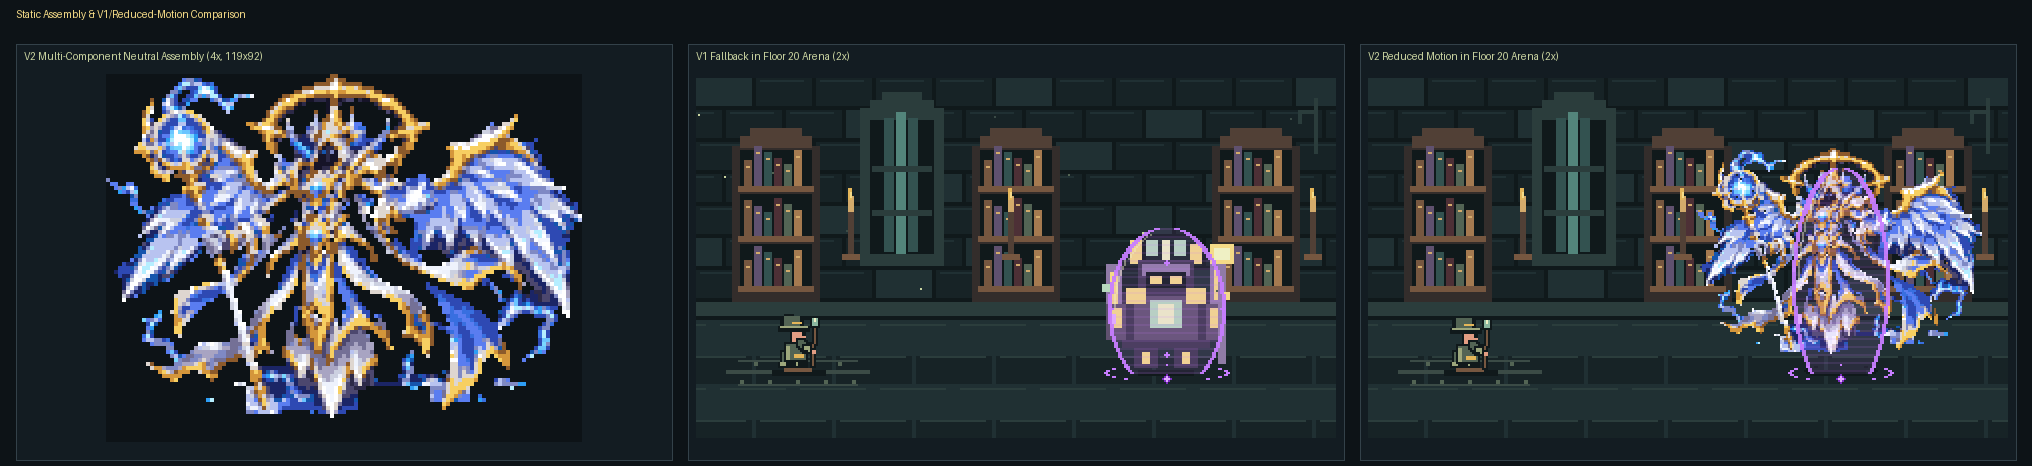 Static Assembly & V1/Reduced-Motion Comparison
V2 Multi-Component Neutral Assembly (4x, 119x92)
V1 Fallback in Floor 20 Arena (2x)
V2 Reduced Motion in Floor 20 Arena (2x)